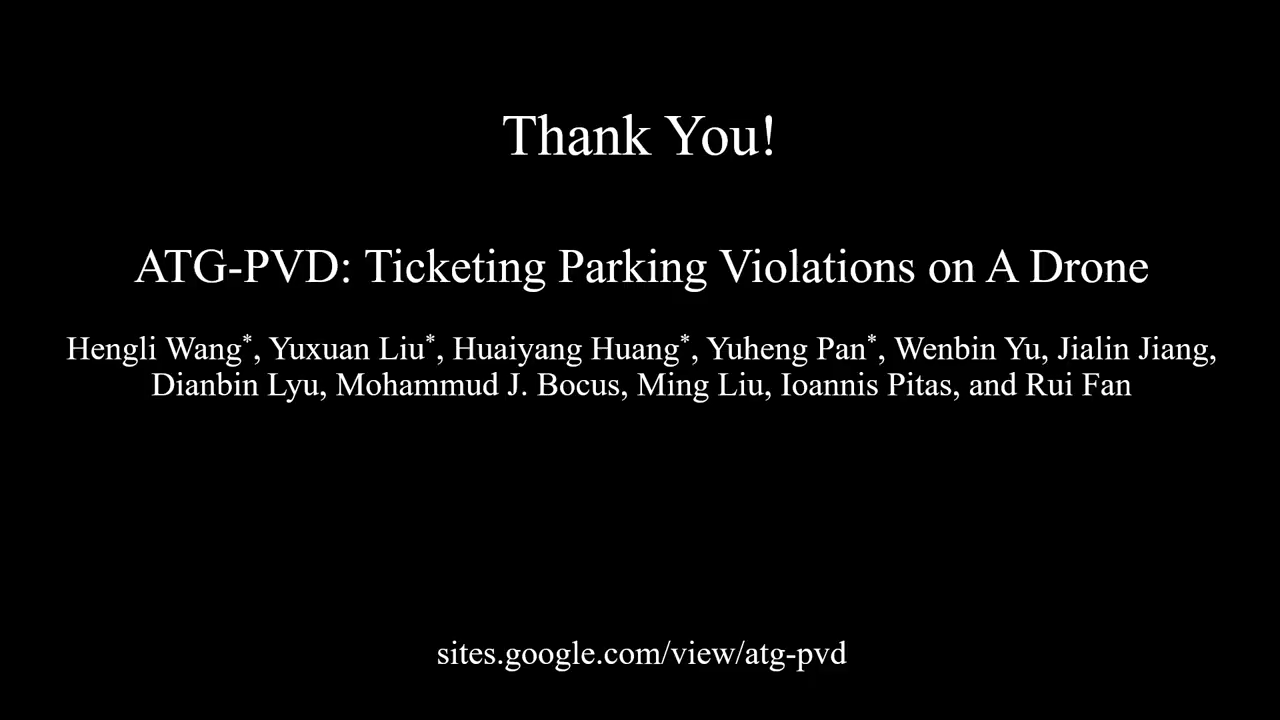 Thank You!
ATG-PVD: Ticketing Parking Violations on A Drone
Hengli Wang*, Yuxuan Liu*, Huaiyang Huang*, Yuheng Pan*, Wenbin Yu, Jialin Jiang,
Dianbin Lyu, Mohammud J. Bocus, Ming Liu, Ioannis Pitas, and Rui Fan
sites.google.com/view/atg-pvd